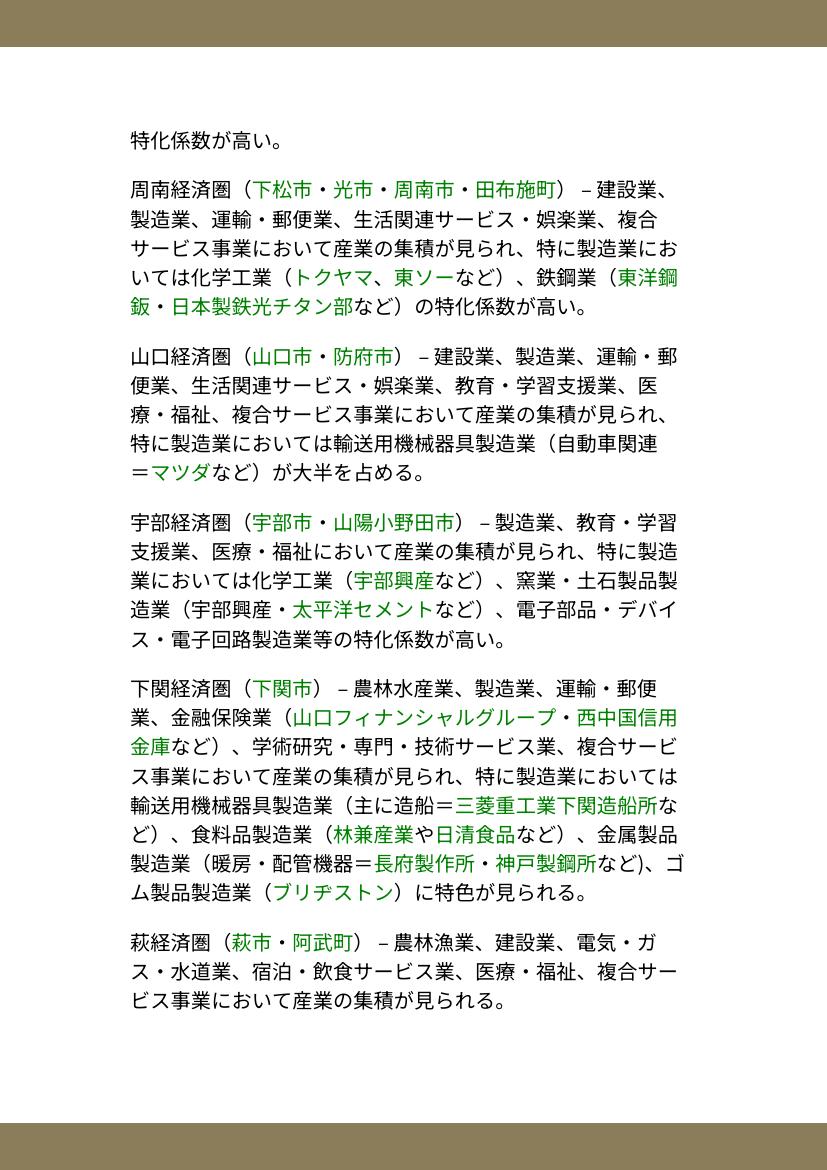 特化係数が高い。
周南経済圏（下松市・光市・周南市・田布施町） – 建設業、
製造業、運輸・郵便業、生活関連サービス・娯楽業、複合
サービス事業において産業の集積が見られ、特に製造業にお
いては化学工業（トクヤマ、東ソーなど）、鉄鋼業（東洋鋼
鈑・日本製鉄光チタン部など）の特化係数が高い。
山口経済圏（山口市・防府市） – 建設業、製造業、運輸・郵
便業、生活関連サービス・娯楽業、教育・学習支援業、医
療・福祉、複合サービス事業において産業の集積が見られ、
特に製造業においては輸送用機械器具製造業（自動車関連
＝マツダなど）が大半を占める。
宇部経済圏（宇部市・山陽小野田市） – 製造業、教育・学習
支援業、医療・福祉において産業の集積が見られ、特に製造
業においては化学工業（宇部興産など）、窯業・土石製品製
造業（宇部興産・太平洋セメントなど）、電子部品・デバイ
ス・電子回路製造業等の特化係数が高い。
下関経済圏（下関市） – 農林水産業、製造業、運輸・郵便
業、金融保険業（山口フィナンシャルグループ・西中国信用
金庫など）、学術研究・専門・技術サービス業、複合サービ
ス事業において産業の集積が見られ、特に製造業においては
輸送用機械器具製造業（主に造船＝三菱重工業下関造船所な
ど）、食料品製造業（林兼産業や日清食品など）、金属製品
製造業（暖房・配管機器＝長府製作所・神戸製鋼所など)、ゴ
ム製品製造業（ブリヂストン）に特色が見られる。
萩経済圏（萩市・阿武町） – 農林漁業、建設業、電気・ガ
ス・水道業、宿泊・飲食サービス業、医療・福祉、複合サー
ビス事業において産業の集積が見られる。